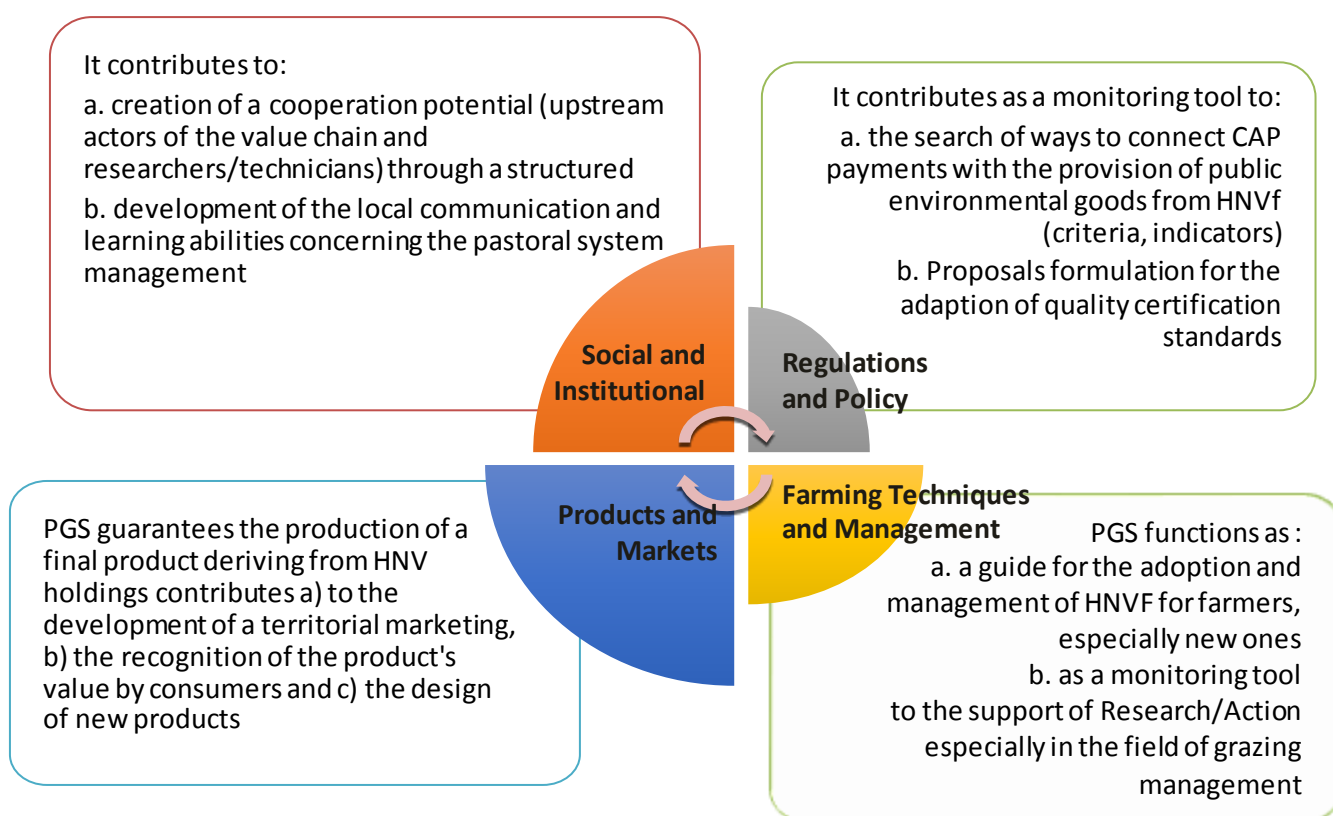 It contributes to:
a. creation of a cooperation potential (upstream
actors of the value chain and
researchers/technicians) through a structured
b. development of the local communication and
learning abilities concerning the pastoral system
management
It contributes as a monitoring tool to:
a. the search of ways to connect CAP
payments with the provision of public
environmental goods from HNVf
(criteria, indicators)
b. Proposals formulation for the
adaption of quality certification
standards
Social and
Institutional
Regulations
and Policy
Products and
Markets
Farming Techniques
and Management
PGS guarantees the production of a
final product deriving from HNV
holdings contributes a) to the
development of a territorial marketing,
b) the recognition of the product's
value by consumers and c) the design
of new products
PGS functions as :
a. a guide for the adoption and
management of HNVF for farmers,
especially new ones
b. as a monitoring tool
to the support of Research/Action
especially in the field of grazing
management